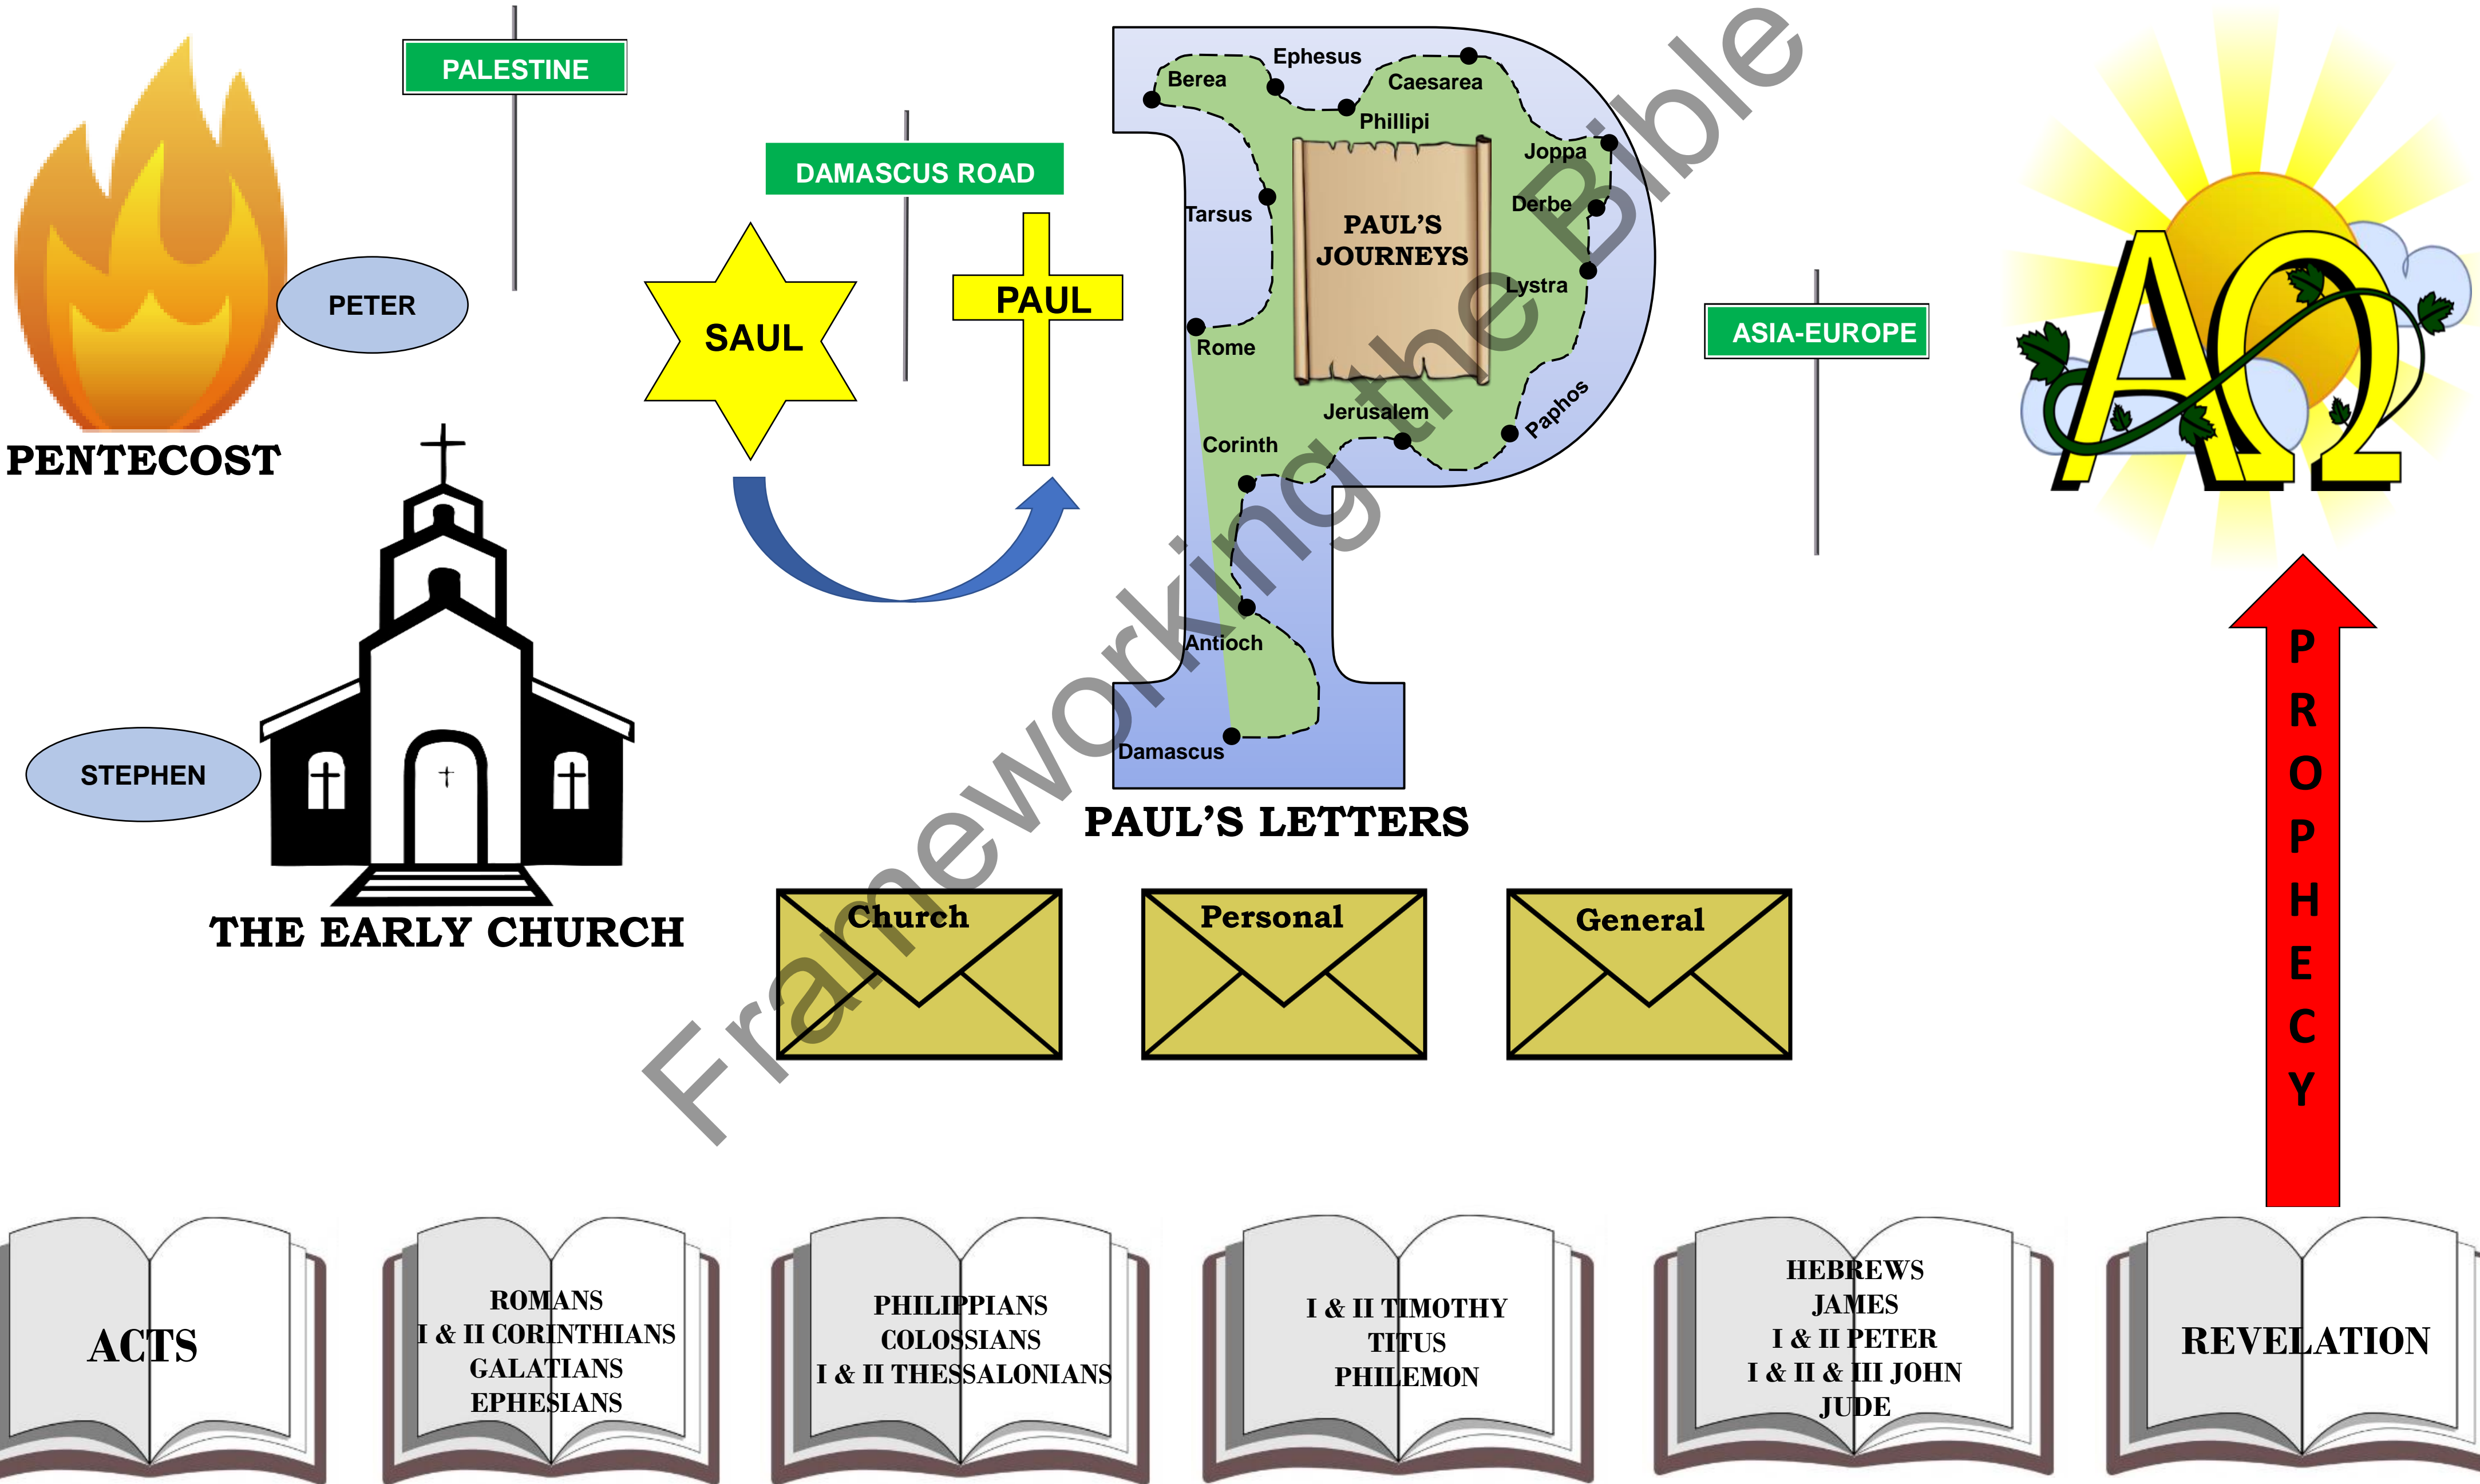 PALESTINE
PETER
PENTECOST
STEPHEN
THE EARLY CHURCH
DAMASCUS ROAD
SAUL
PAUL
Berea
Ephesus
Caesarea
Phillipi
Joppa
Tarsus
Derbe
PAUL'S
JOURNEYS
Lystra
Rome
Jerusalem
Paphos
Corinth
Antioch
Damascus
PAUL'S LETTERS
Church
Personal
General
ASIA-EUROPE
ΑΩ
P
R
O
P
H
E
C
Y
ACTS
ROMANS
I & II CORINTHIANS
GALATIANS
EPHESIANS
PHILIPPIANS
COLOSSIANS
I & II THESSALONIANS
I & II TIMOTHY
TITUS
PHILEMON
HEBREWS
JAMES
I & II PETER
I & II & III JOHN
JUDE
REVELATION
Frameworking the Bible